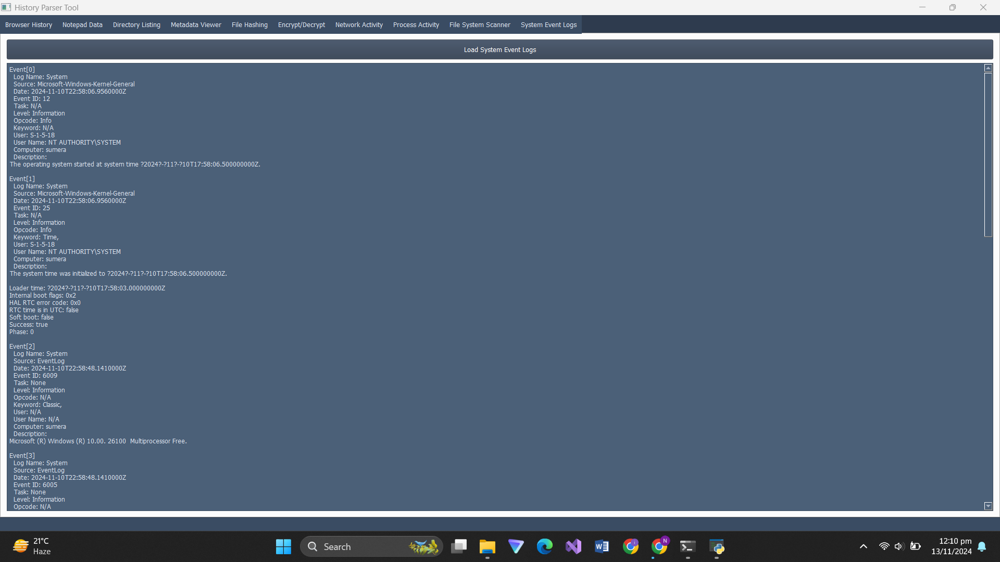 History Parser Tool
Browser History Notepad Data Directory Listing Metadata Viewer File Hashing Encrypt/Decrypt Network Activity Process Activity File System Scanner System Event Logs
Load System Event Logs
Event[0]
Log Name: System
Source: Microsoft-Windows-Kernel-General
Date: 2024-11-10T22:58:06.9560000Z
Event ID: 12
Task: N/A
Level: Information
Opcode: Info
Keyword: N/A
User: S-1-5-18
User Name: NT AUTHORITY\SYSTEM
Computer: sumera
Description:
The operating system started at system time ?2024?-?11?-?10T17:58:06.500000000Z.
Event[1]
Log Name: System
Source: Microsoft-Windows-Kernel-General
Date: 2024-11-10T22:58:06.9560000Z
Event ID: 25
Task: N/A
Level: Information
Opcode: Info
Keyword: Time,
User: S-1-5-18
User Name: NT AUTHORITY\SYSTEM
Computer: sumera
Description:
The system time was initialized to ?2024?-?11?-?10T17:58:06.500000000Z.
Loader time: ?2024?-?11?-?10T17:58:03.000000000Z
Internal boot flags: 0x2
HAL RTC error code: 0x0
RTC time is in UTC: false
Soft boot: false
Success: true
Phase: 0
Event[2]
Log Name: System
Source: EventLog
Date: 2024-11-10T22:58:48.1410000Z
Event ID: 6009
Task: None
Level: Information
Opcode: N/A
Keyword: Classic,
User: N/A
User Name: N/A
Computer: sumera
Description:
Microsoft (R) Windows (R) 10.00. 26100  Multiprocessor Free.
Event[3]
Log Name: System
Source: EventLog
Date: 2024-11-10T22:58:48.1410000Z
Event ID: 6005
Task: None
Level: Information
Opcode: N/A
21°C
Haze
Search
N
12:10 pm
13/11/2024